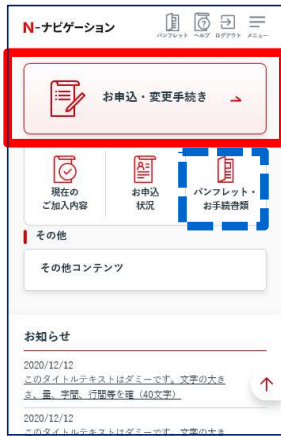 N-ナビゲーション
パンフレット ヘルプ ログアウト メニュー
お申込・変更手続き
現在の
ご加入内容
お申込
状況
パンフレット・
お手続書類
その他
その他コンテンツ
お知らせ
2020/12/12
このタイトルテキストはダミーです。文字の大き
さ、量、字間、行間等を確（40文字）
2020/12/12
このタイトルテキストはダミーです。文字の大き